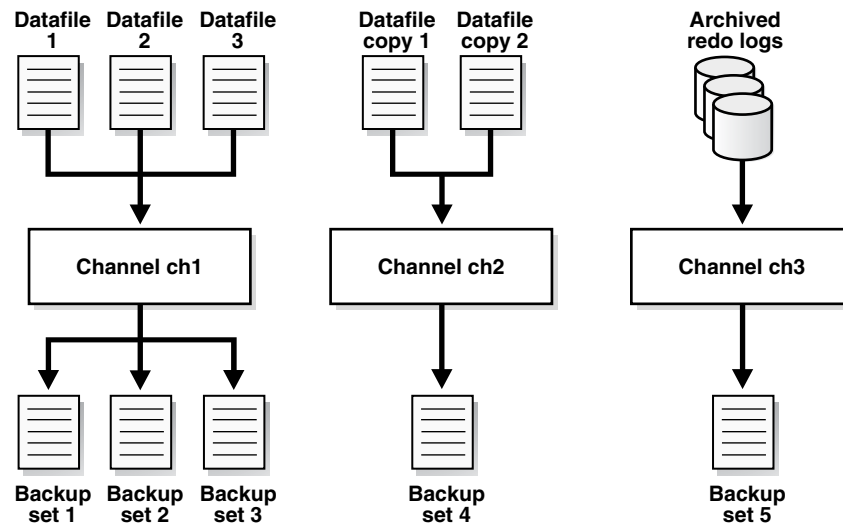 Datafile 1
Datafile 2
Datafile 3
Datafile copy 1
Datafile copy 2
Archived redo logs
Channel ch1
Channel ch2
Channel ch3
Backup set 1
Backup set 2
Backup set 3
Backup set 4
Backup set 5